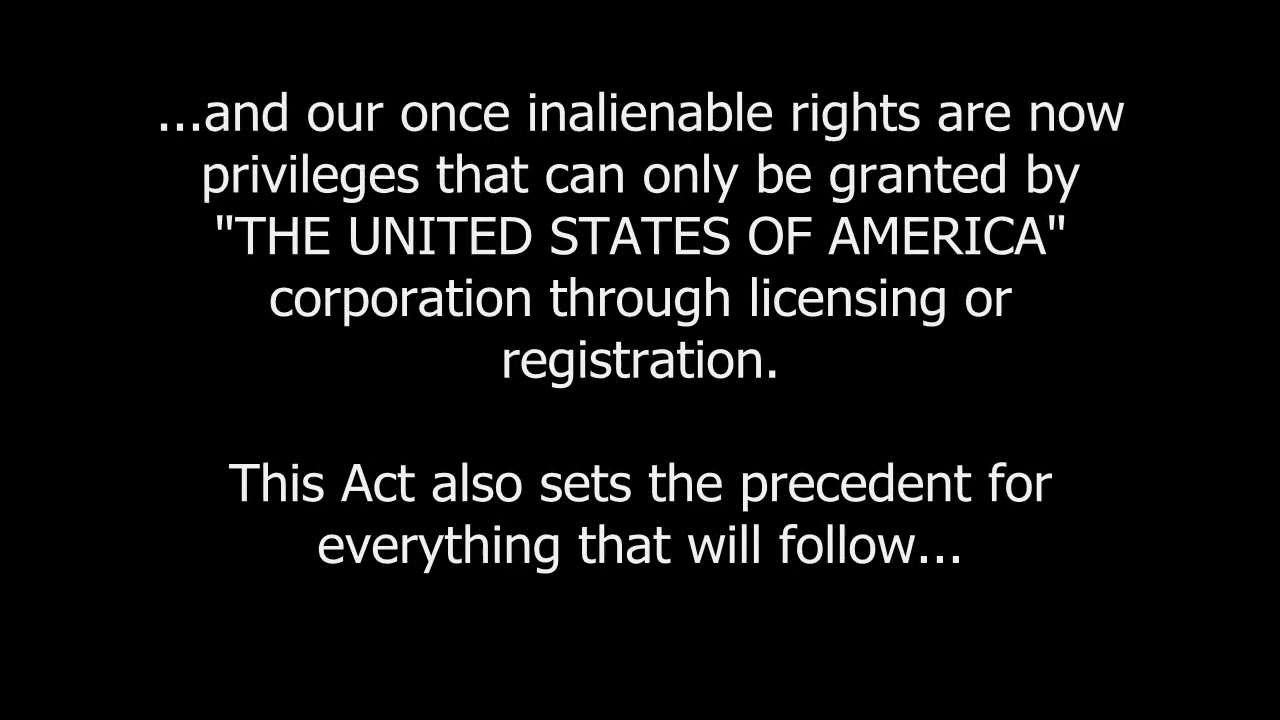 ...and our once inalienable rights are now
privileges that can only be granted by
"THE UNITED STATES OF AMERICA"
corporation through licensing or
registration.
This Act also sets the precedent for
everything that will follow...